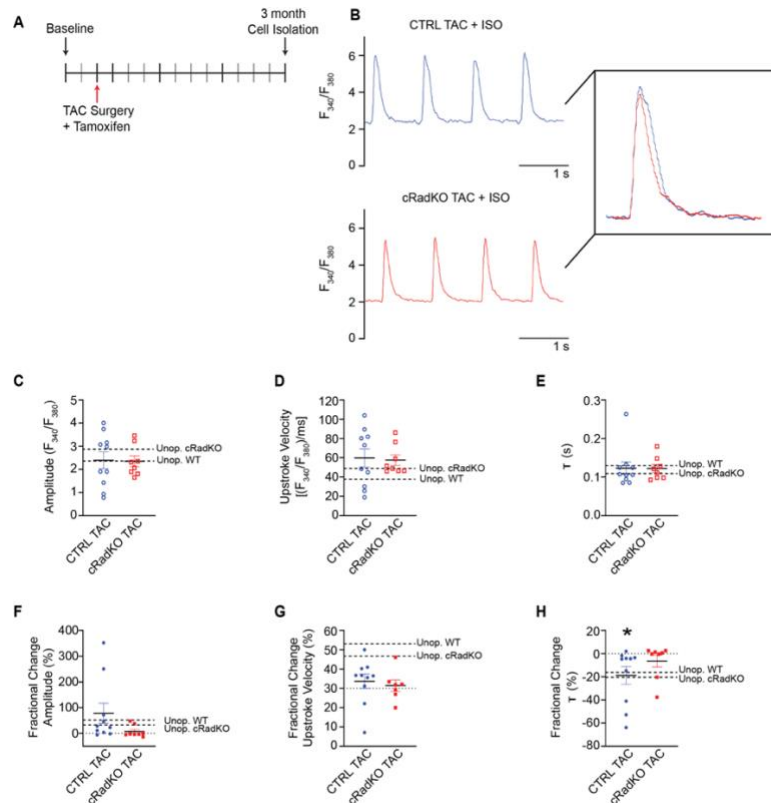 A
Baseline
3 month
Cell Isolation
TAC Surgery
+ Tamoxifen
B
CTRL TAC + ISO
F340/F380
6
4
2
0
1 s
cRadKO TAC + ISO
F340/F380
6
4
2
0
1 s
C
Amplitude (F340/F380)
5
4
3
2
1
0
Unop. cRadKO
Unop. WT
CTRL TAC
cRadKO TAC
D
Upstroke Velocity
[(F340/F380)/ms]
120
100
80
60
40
20
0
Unop. cRadKO
Unop. WT
CTRL TAC
cRadKO TAC
E
τ (s)
0.3
0.2
0.1
0.0
Unop. WT
Unop. cRadKO
CTRL TAC
cRadKO TAC
F
Fractional Change
Amplitude (%)
400
300
200
100
0
Unop. WT
Unop. cRadKO
CTRL TAC
cRadKO TAC
G
Fractional Change
Upstroke Velocity (%)
60
50
40
30
20
10
0
Unop. WT
Unop. cRadKO
CTRL TAC
cRadKO TAC
H
Fractional Change
τ (%)
20
0
-20
-40
-60
-80
*
Unop. WT
Unop. cRadKO
CTRL TAC
cRadKO TAC